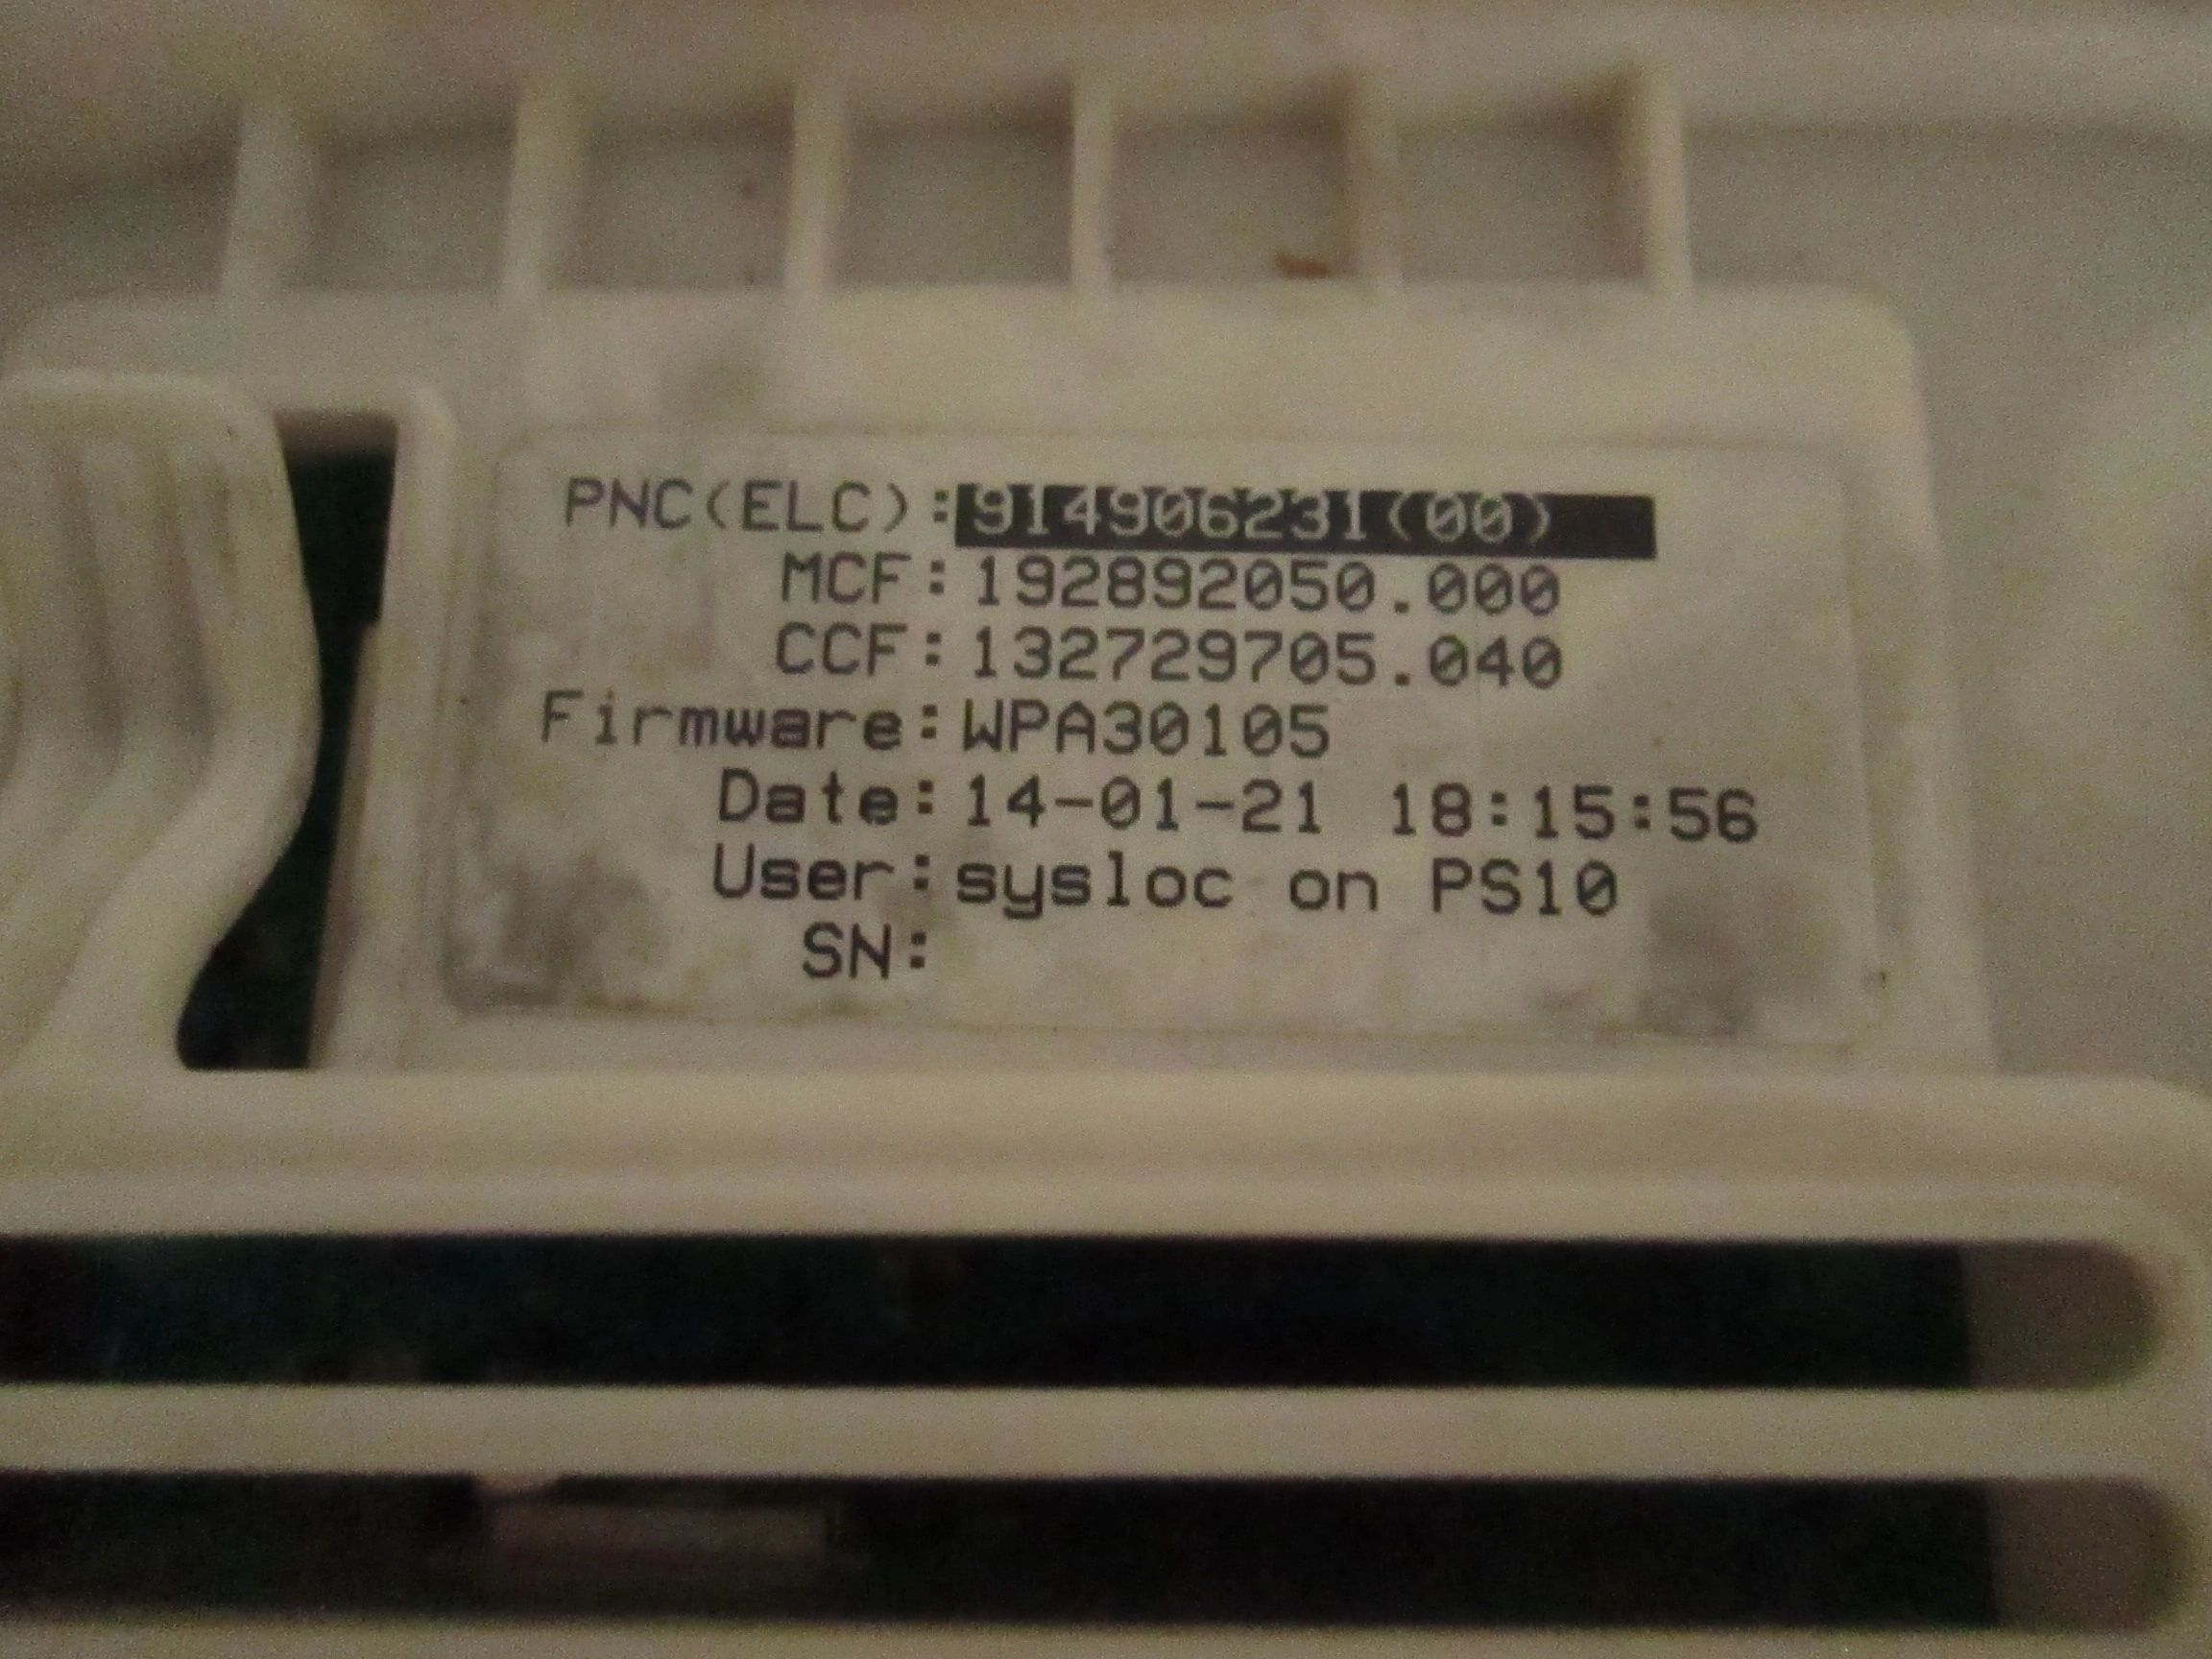 PNC(ELC):914906231(00)
MCF:192892050.000
CCF:132729705.040
Firmware:WPA30105
Date:14-01-21 18:15:56
User:sysloc on PS10
SN: